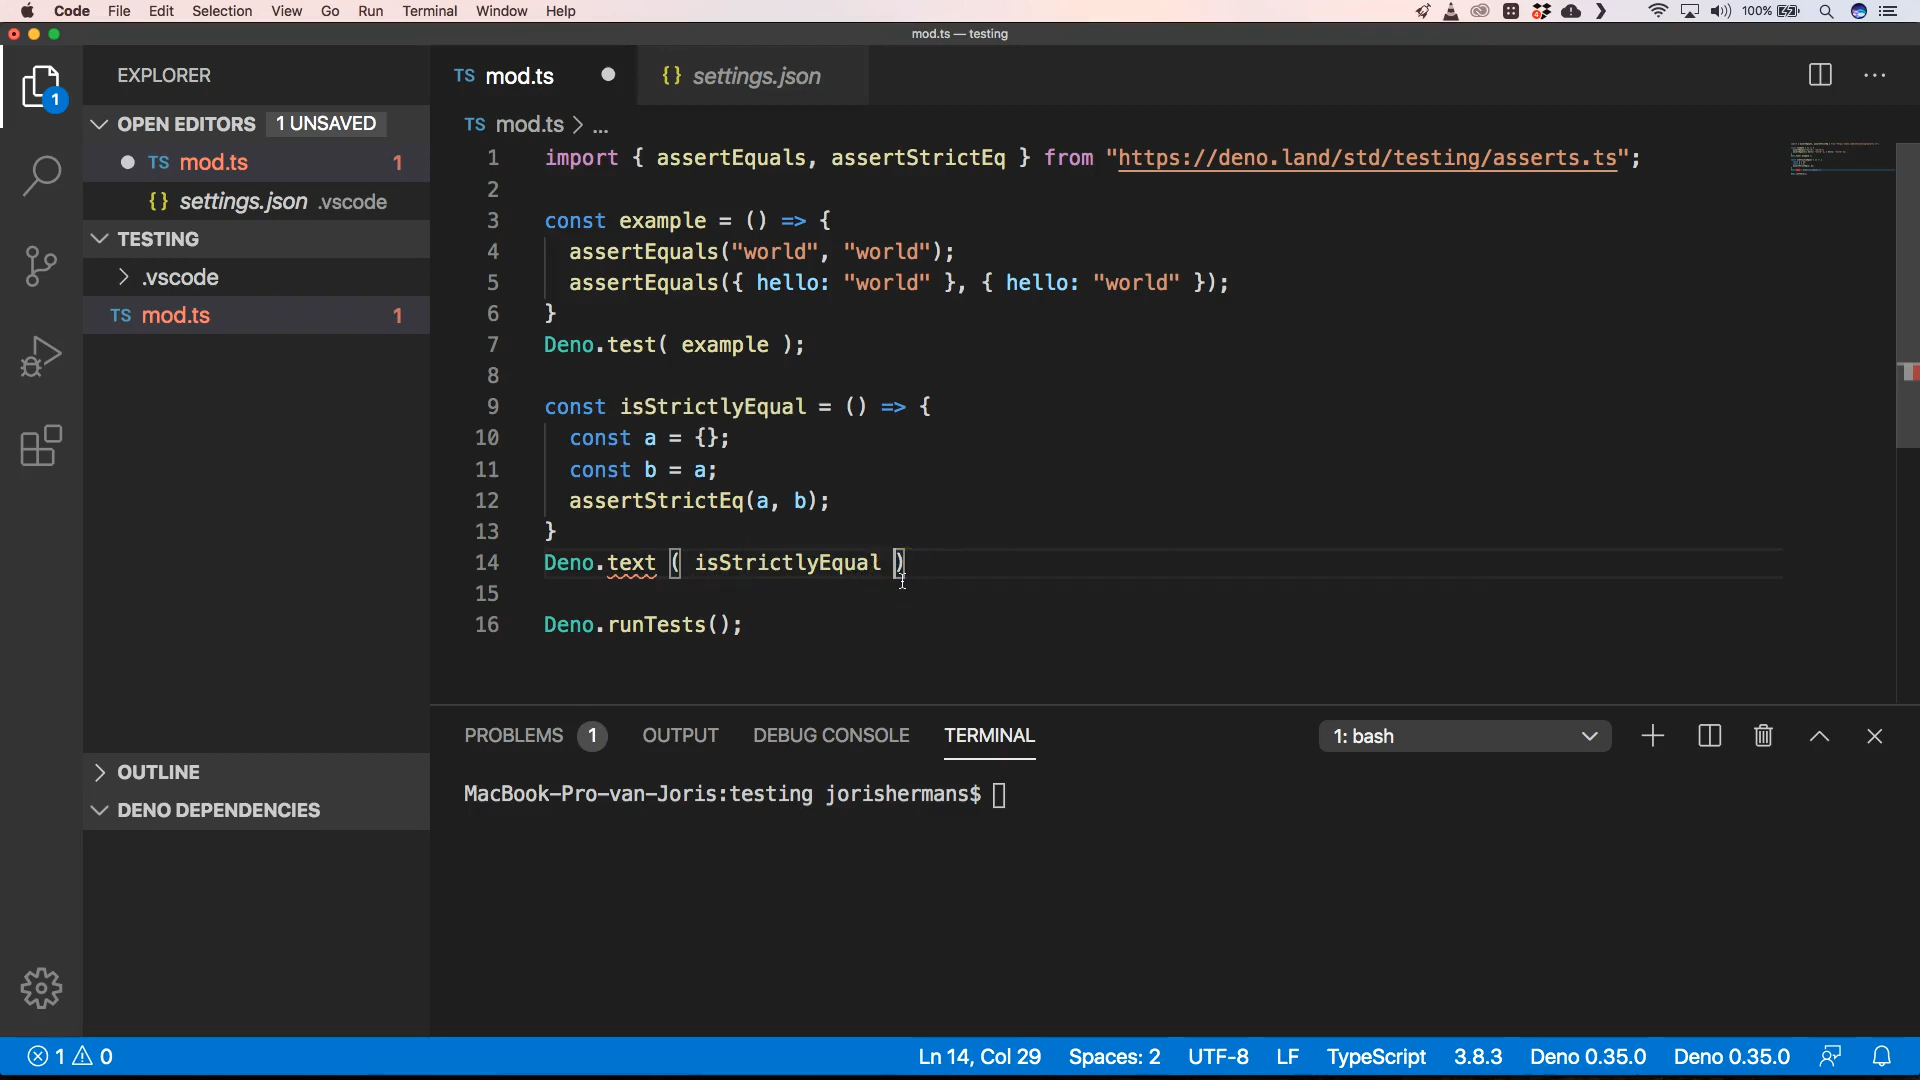 Code File Edit Selection View Go Run Terminal Window Help 4 100%
mod.ts — testing
1
EXPLORER
OPEN EDITORS 1 UNSAVED
TS mod.ts 1
{} settings.json .vscode
TESTING
.vscode
TS mod.ts 1
OUTLINE
DENO DEPENDENCIES
TS mod.ts {} settings.json
TS mod.ts > ...
1 import { assertEquals, assertStrictEq } from "https://deno.land/std/testing/asserts.ts";
2
3 const example = () => {
4 assertEquals("world", "world");
5 assertEquals({ hello: "world" }, { hello: "world" });
6 }
7 Deno.test( example );
8
9 const isStrictlyEqual = () => {
10 const a = {};
11 const b = a;
12 assertStrictEq(a, b);
13 }
14 Deno.text ( isStrictlyEqual )
15
16 Deno.runTests();
PROBLEMS 1 OUTPUT DEBUG CONSOLE TERMINAL 1: bash
MacBook-Pro-van-Joris:testing jorishermans$
1 0 Ln 14, Col 29 Spaces: 2 UTF-8 LF TypeScript 3.8.3 Deno 0.35.0 Deno 0.35.0